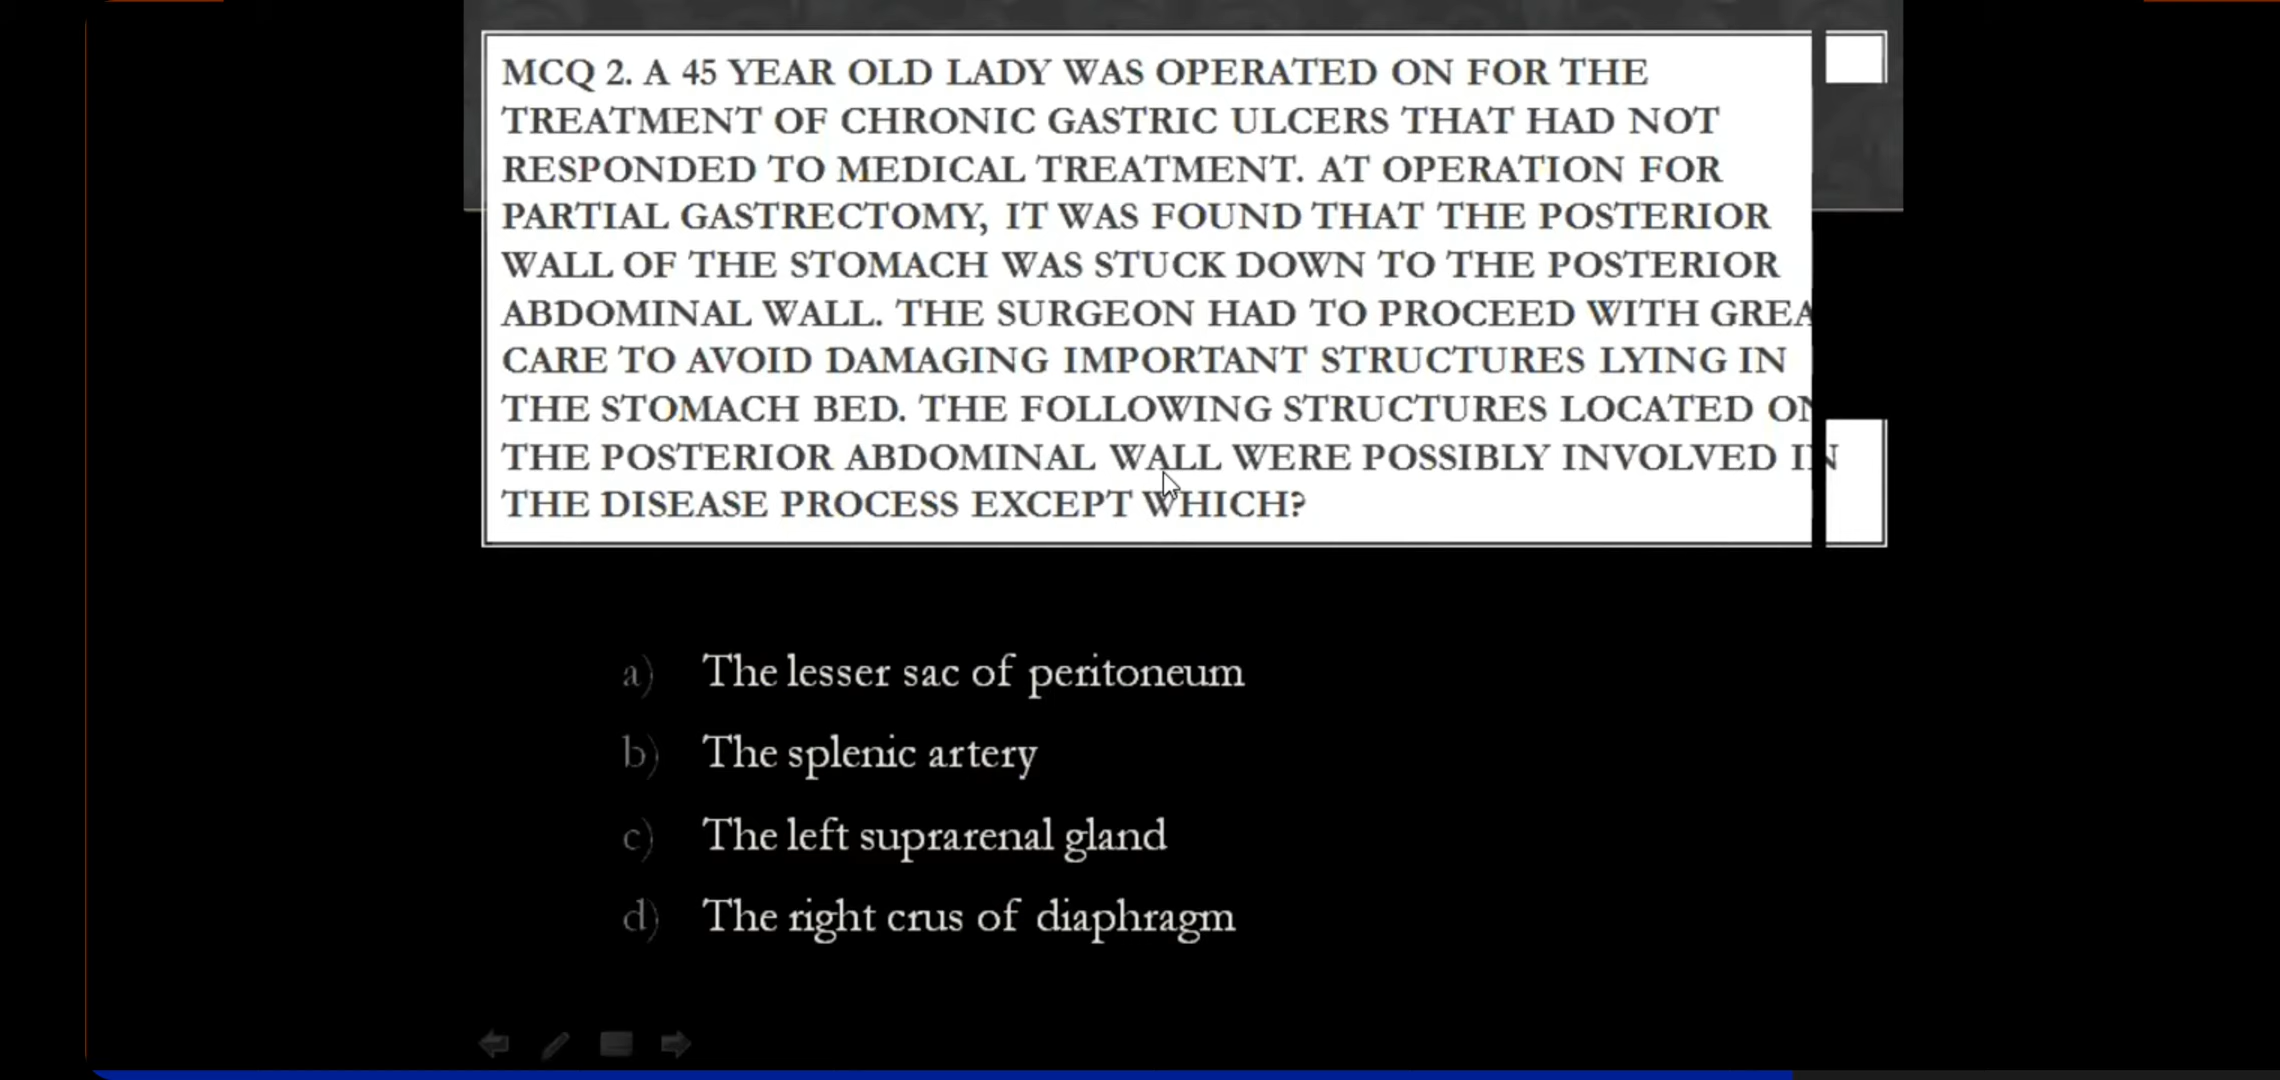 MCQ 2. A 45 YEAR OLD LADY WAS OPERATED ON FOR THE
TREATMENT OF CHRONIC GASTRIC ULCERS THAT HAD NOT
RESPONDED TO MEDICAL TREATMENT. AT OPERATION FOR
PARTIAL GASTRECTOMY, IT WAS FOUND THAT THE POSTERIOR
WALL OF THE STOMACH WAS STUCK DOWN TO THE POSTERIOR
ABDOMINAL WALL. THE SURGEON HAD TO PROCEED WITH GREA
CARE TO AVOID DAMAGING IMPORTANT STRUCTURES LYING IN
THE STOMACH BED. THE FOLLOWING STRUCTURES LOCATED ON
THE POSTERIOR ABDOMINAL WALL WERE POSSIBLY INVOLVED IN
THE DISEASE PROCESS EXCEPT WHICH?
a) The lesser sac of peritoneum
b) The splenic artery
c) The left suprarenal gland
d) The right crus of diaphragm